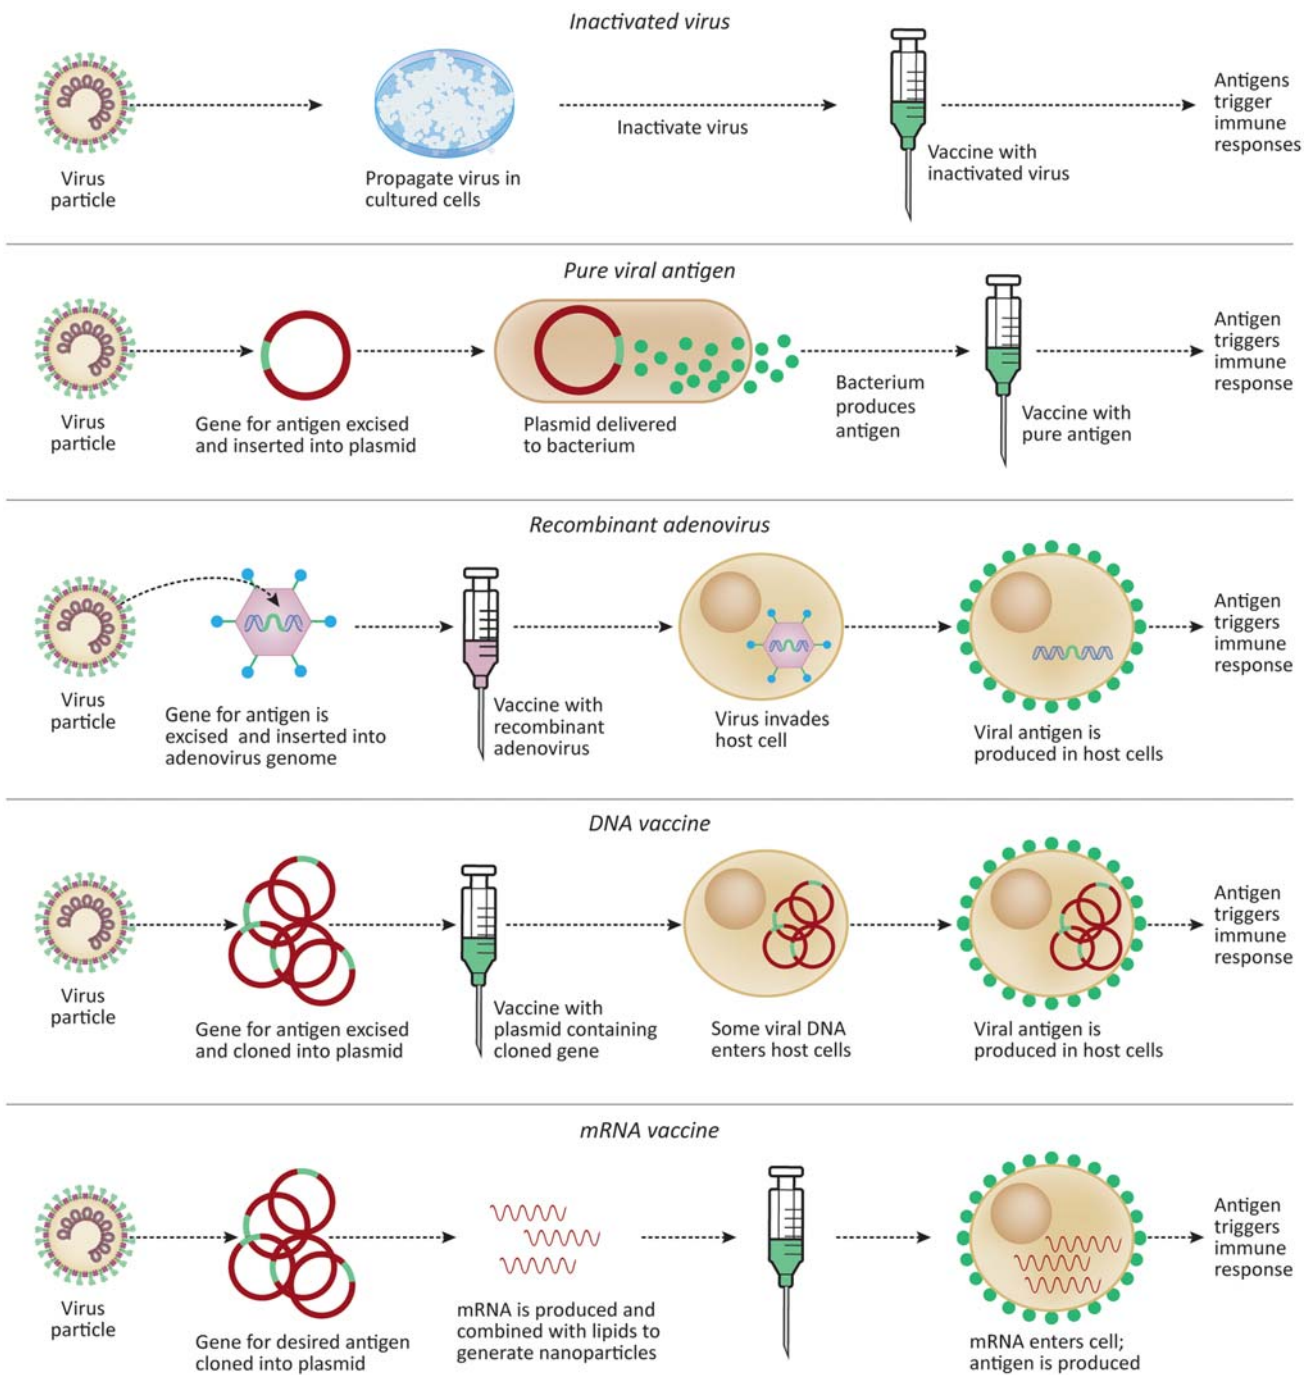 Inactivated virus
Virus
particle
Propagate virus in
cultured cells
Inactivate virus
Vaccine with
inactivated virus
Antigens
trigger
immune
responses
Pure viral antigen
Virus
particle
Gene for antigen excised
and inserted into plasmid
Plasmid delivered
to bacterium
Bacterium
produces
antigen
Vaccine with
pure antigen
Antigen
triggers
immune
response
Recombinant adenovirus
Virus
particle
Gene for antigen is
excised and inserted into
adenovirus genome
Vaccine with
recombinant
adenovirus
Virus invades
host cell
Viral antigen is
produced in host cells
Antigen
triggers
immune
response
DNA vaccine
Virus
particle
Gene for antigen excised
and cloned into plasmid
Vaccine with
plasmid containing
cloned gene
Some viral DNA
enters host cells
Viral antigen is
produced in host cells
Antigen
triggers
immune
response
mRNA vaccine
Virus
particle
Gene for desired antigen
cloned into plasmid
mRNA is produced and
combined with lipids to
generate nanoparticles
mRNA enters cell;
antigen is produced
Antigen
triggers
immune
response